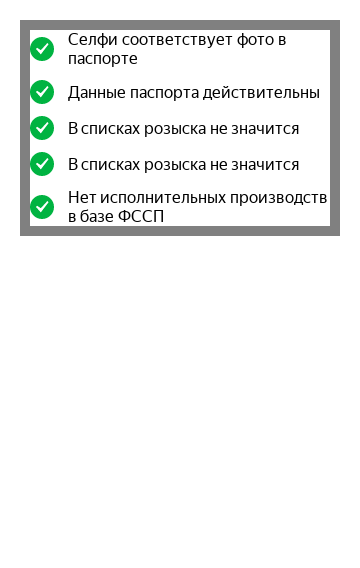 Селфи соответствует фото в
паспорте
Данные паспорта действительны
В списках розыска не значится
В списках розыска не значится
Нет исполнительных производств
в базе ФССП